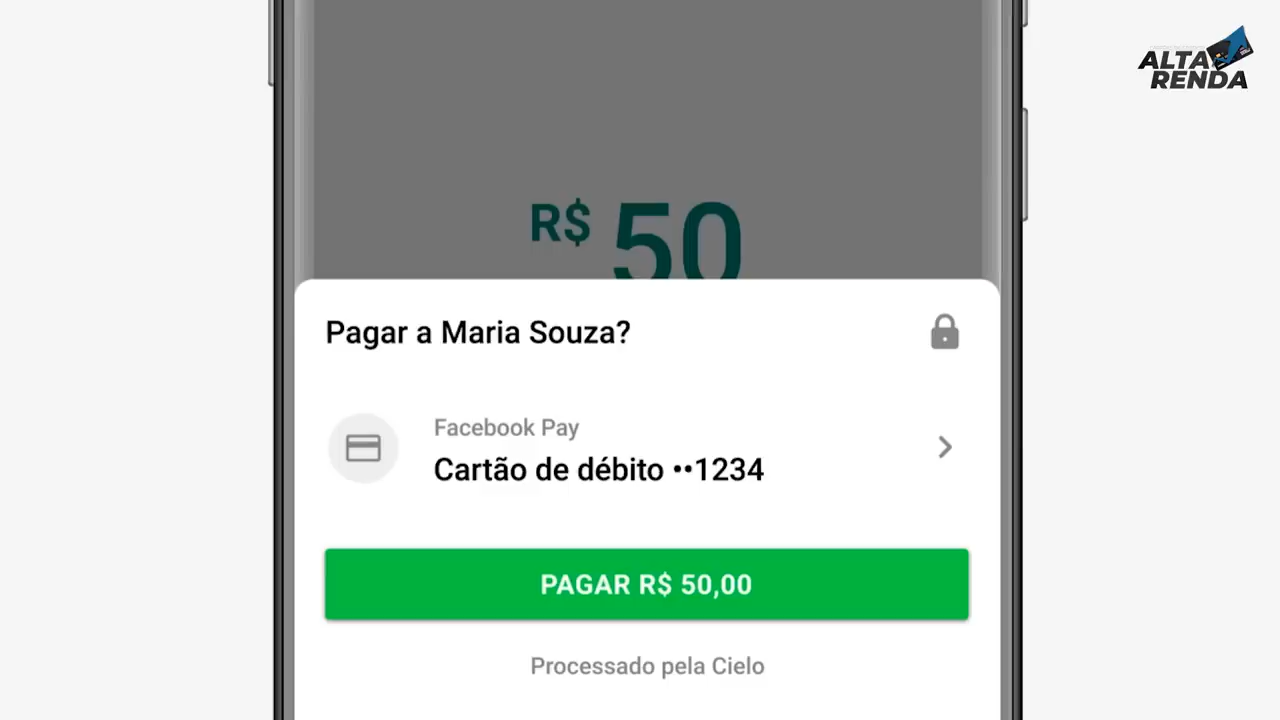 ALTA
RENDA
R$ 50
Pagar a Maria Souza?
Facebook Pay
Cartão de débito ••1234
PAGAR R$ 50,00
Processado pela Cielo